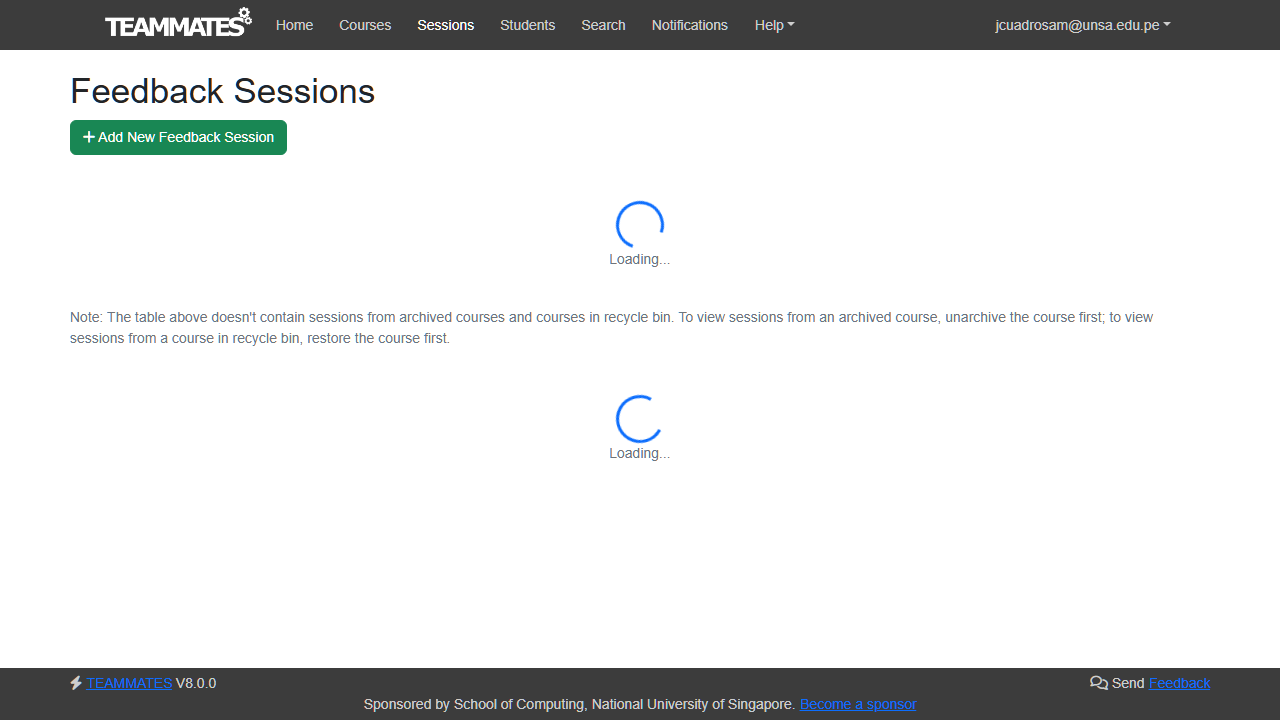 TEAMMATES Home Courses Sessions Students Search Notifications Help jcuadrosam@unsa.edu.pe
Feedback Sessions
Add New Feedback Session
Loading...
Note: The table above doesn't contain sessions from archived courses and courses in recycle bin. To view sessions from an archived course, unarchive the course first; to view
sessions from a course in recycle bin, restore the course first.
Loading...
TEAMMATES V8.0.0 Send Feedback
Sponsored by School of Computing, National University of Singapore. Become a sponsor